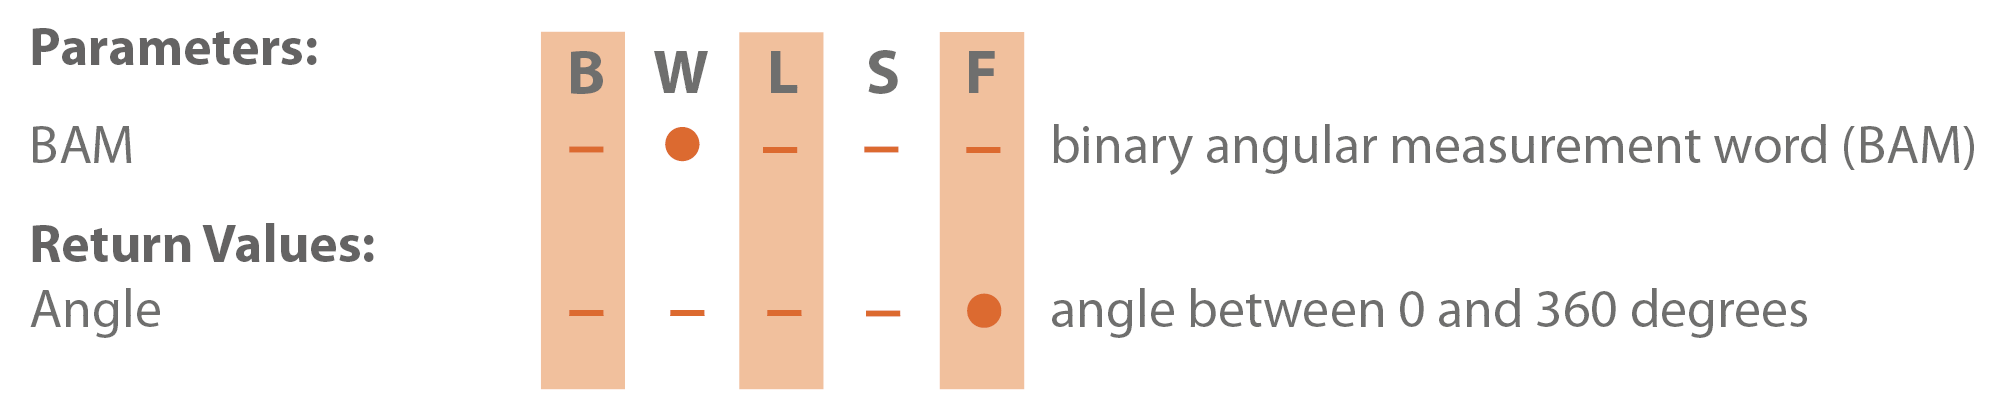 Parameters:
B W L S F
BAM – ● – – – binary angular measurement word (BAM)
Return Values:
Angle – – – – ● angle between 0 and 360 degrees